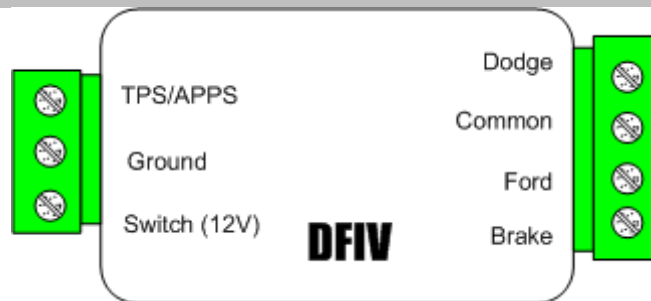 TPS/APPS
Ground
Switch (12V)
Dodge
Common
Ford
Brake
DFIV